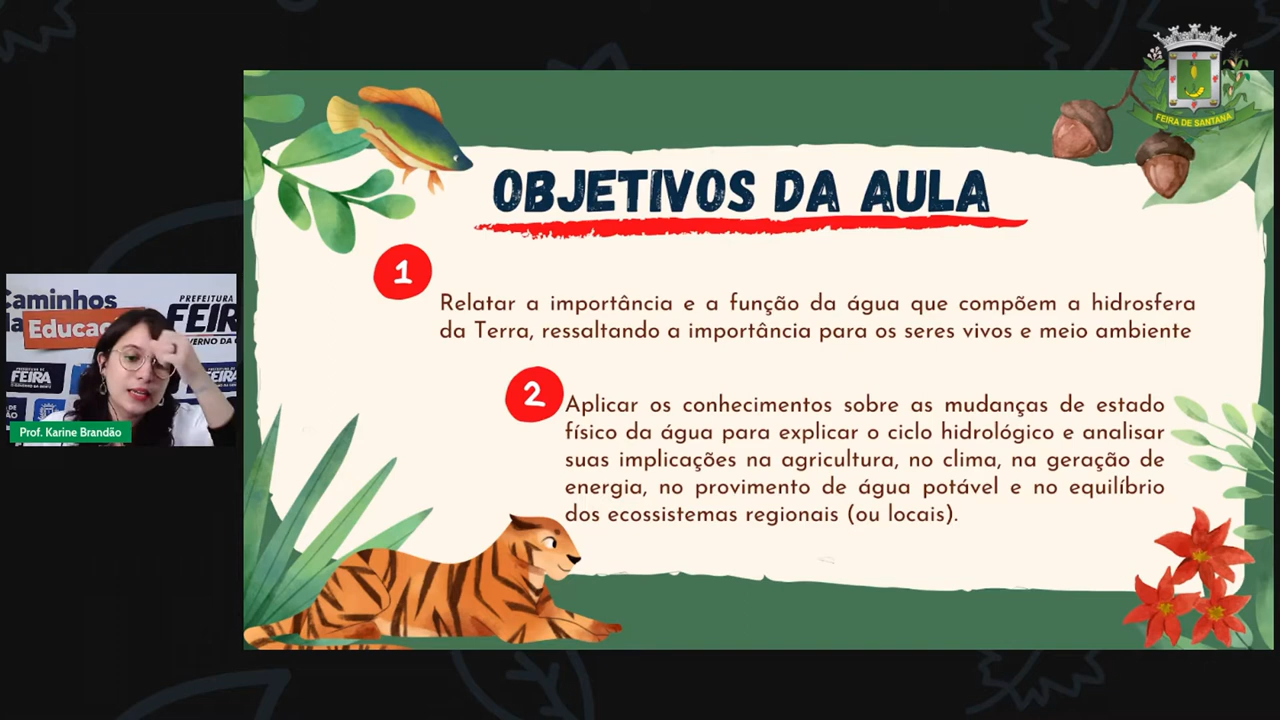 FEIRA DE SANTANA
OBJETIVOS DA AULA
1
Relatar a importância e a função da água que compõem a hidrosfera
da Terra, ressaltando a importância para os seres vivos e meio ambiente
2
Aplicar os conhecimentos sobre as mudanças de estado
físico da água para explicar o ciclo hidrológico e analisar
suas implicações na agricultura, no clima, na geração de
energia, no provimento de água potável e no equilíbrio
dos ecossistemas regionais (ou locais).
Caminhos
Educaç
PREFEITURA
FEIR
FEIRA
Prof. Karine Brandão